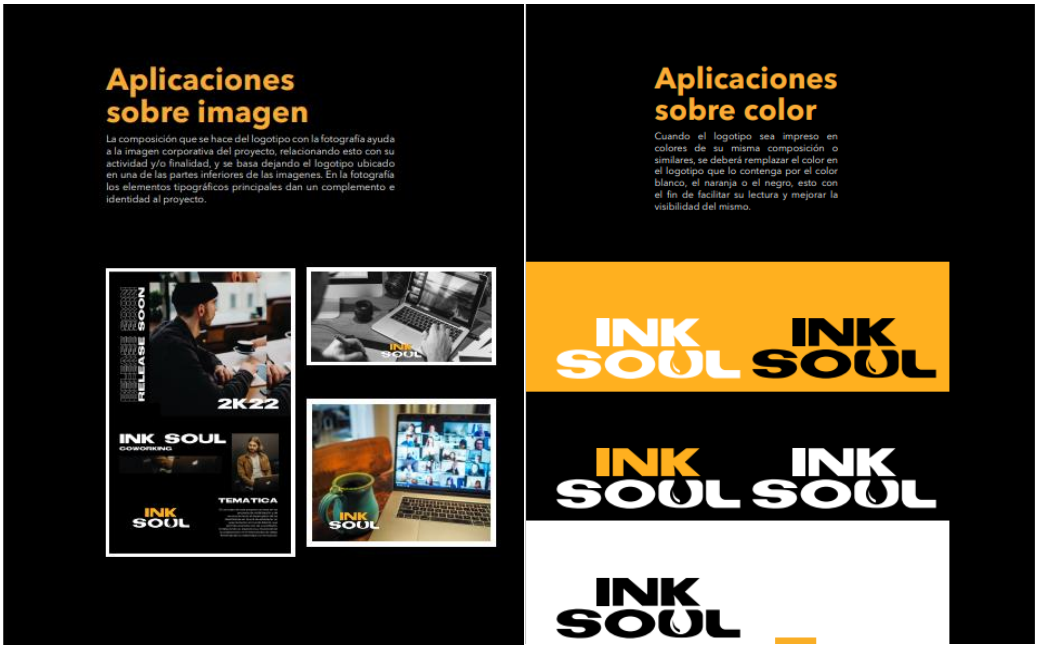 Aplicaciones
sobre imagen
La composición que se hace del logotipo con la fotografía ayuda
a la imagen corporativa del proyecto, relacionando esto con su
actividad y/o finalidad, y se basa dejando el logotipo ubicado
en una de las partes inferiores de las imagenes. En la fotografía
los elementos tipográficos principales dan un complemento e
identidad al proyecto.
RELEASE SOON
2K22
INK SOUL
COWORKING
TEMATICA
INK
SOUL
INK
SOUL
INK
SOUL
Aplicaciones
sobre color
Cuando el logotipo sea impreso en
colores de su misma composición o
similares, se deberá remplazar el color en
el logotipo que lo contenga por el color
blanco, el naranja o el negro, esto con
el fin de facilitar su lectura y mejorar la
visibilidad del mismo.
INK
SOUL
INK
SOUL
INK
SOUL
INK
SOUL
INK
SOUL